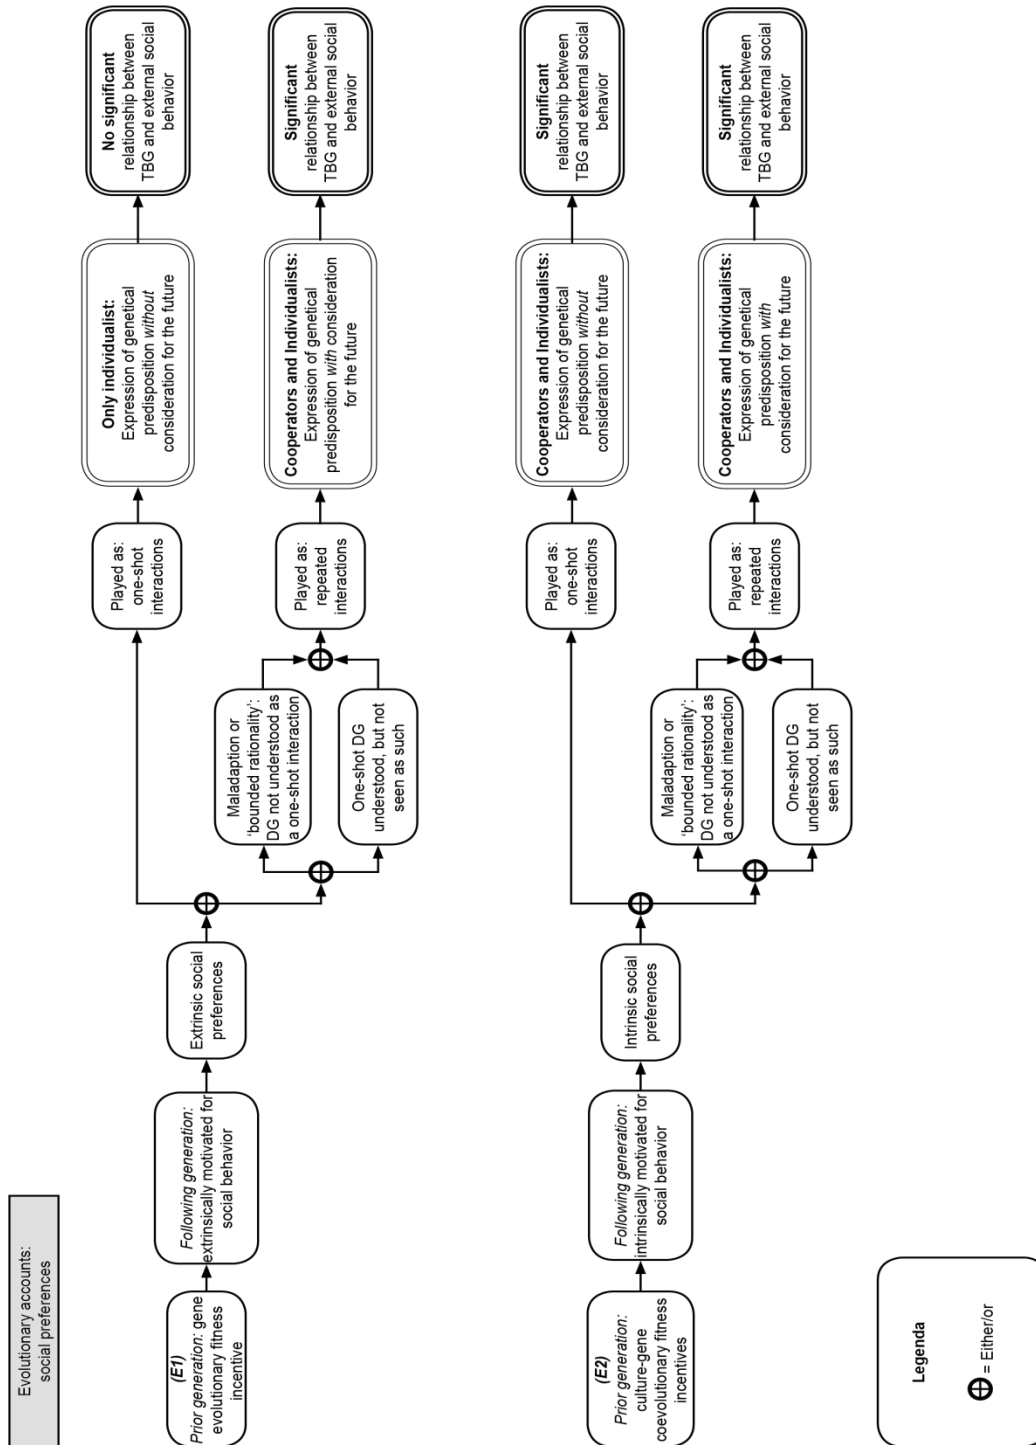 Evolutionary accounts:
social preferences
(E1)
Prior generation: gene
evolutionary fitness
incentive
Following generation:
extrinsically motivated for
social behavior
Extrinsic social
preferences
Played as:
one-shot
interactions
Only individualist:
Expression of genetical
predisposition without
consideration for the future
No significant
relationship between
TBG and external social
behavior
Maladaption or
‘bounded rationality’:
DG not understood as
a one-shot interaction
One-shot DG
understood, but not
seen as such
Played as:
repeated
interactions
Cooperators and Individualists:
Expression of genetical
predisposition with consideration
for the future
Significant
relationship between
TBG and external social
behavior
(E2)
Prior generation:
culture-gene
coevolutionary fitness
incentives
Following generation:
intrinsically motivated for
social behavior
Intrinsic social
preferences
Played as:
one-shot
interactions
Cooperators and Individualists:
Expression of genetical
predisposition without
consideration for the future
Significant
relationship between
TBG and external social
behavior
Maladaption or
‘bounded rationality’:
DG not understood as
a one-shot interaction
One-shot DG
understood, but not
seen as such
Played as:
repeated
interactions
Cooperators and Individualists:
Expression of genetical
predisposition with
consideration for the future
Significant
relationship between
TBG and external social
behavior
Legenda
= Either/or